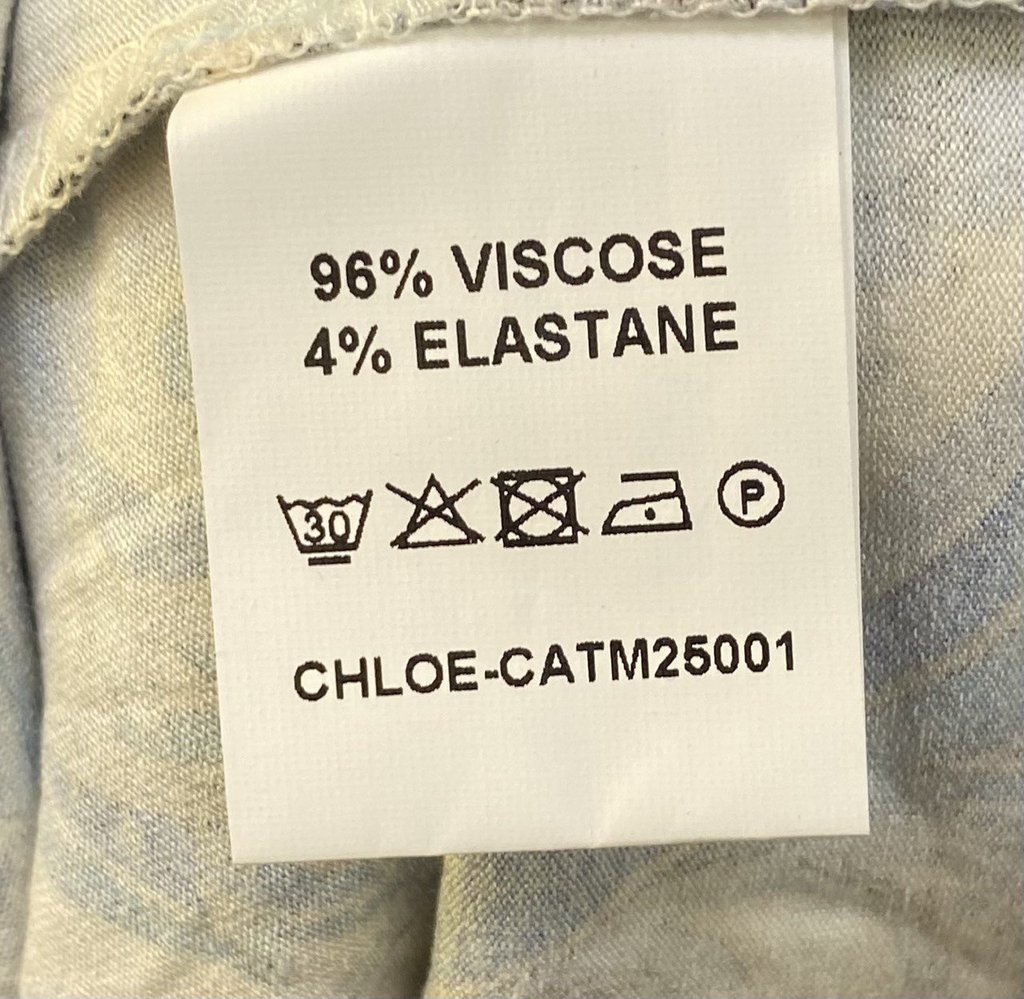 96% VISCOSE
4% ELASTANE
30 P
CHLOE-CATM25001